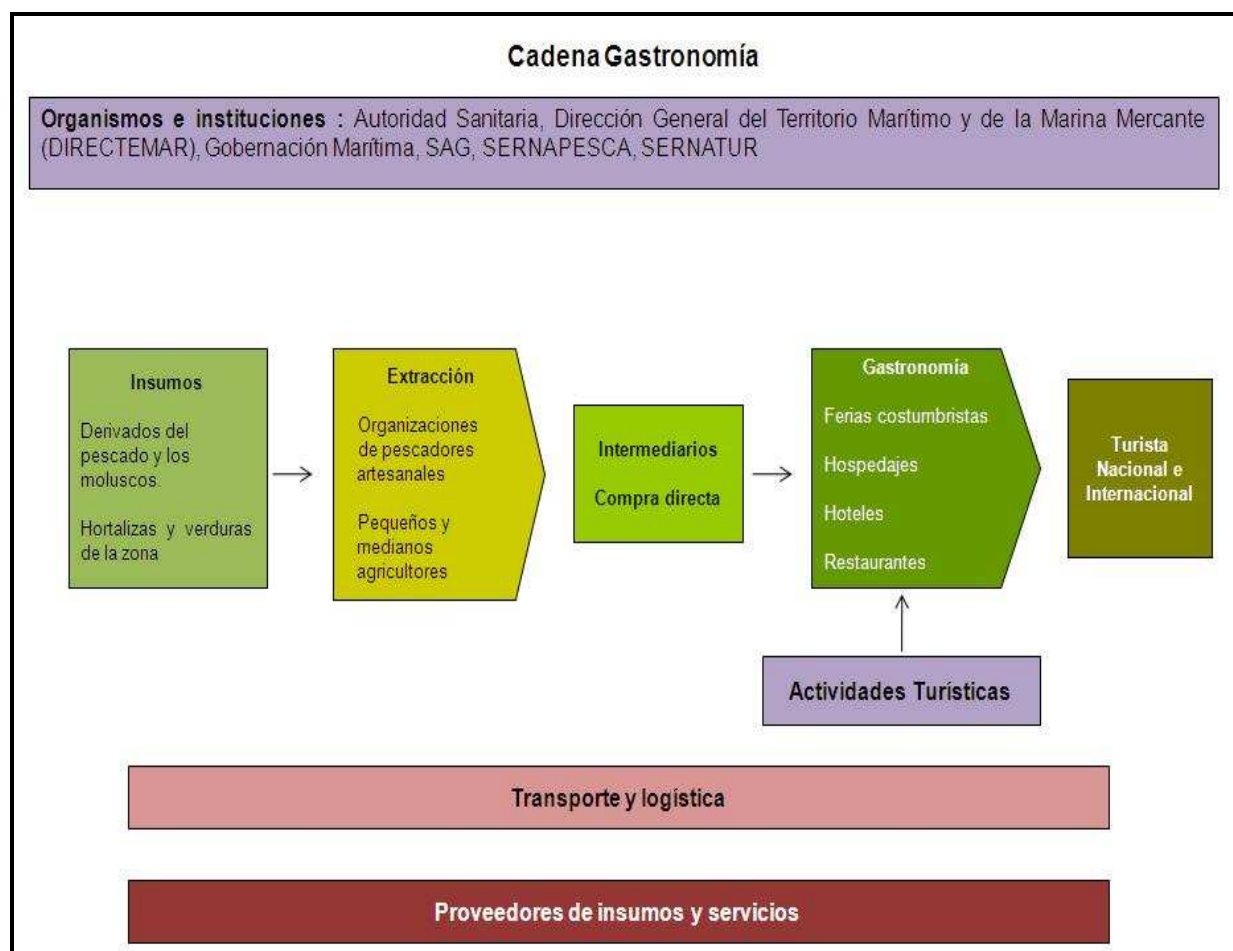 Cadena Gastronomía
Organismos e instituciones : Autoridad Sanitaria, Dirección General del Territorio Marítimo y de la Marina Mercante
(DIRECTEMAR), Gobernación Marítima, SAG, SERNAPESCA, SERNATUR
Insumos
Derivados del
pescado y los
moluscos.
Hortalizas y verduras
de la zona
Extracción
Organizaciones
de pescadores
artesanales
Pequeños y
medianos
agricultores
Intermediarios
Compra directa
Gastronomía
Ferias costumbristas
Hospedajes
Hoteles
Restaurantes
Turista
Nacional e
Internacional
Actividades Turísticas
Transporte y logística
Proveedores de insumos y servicios